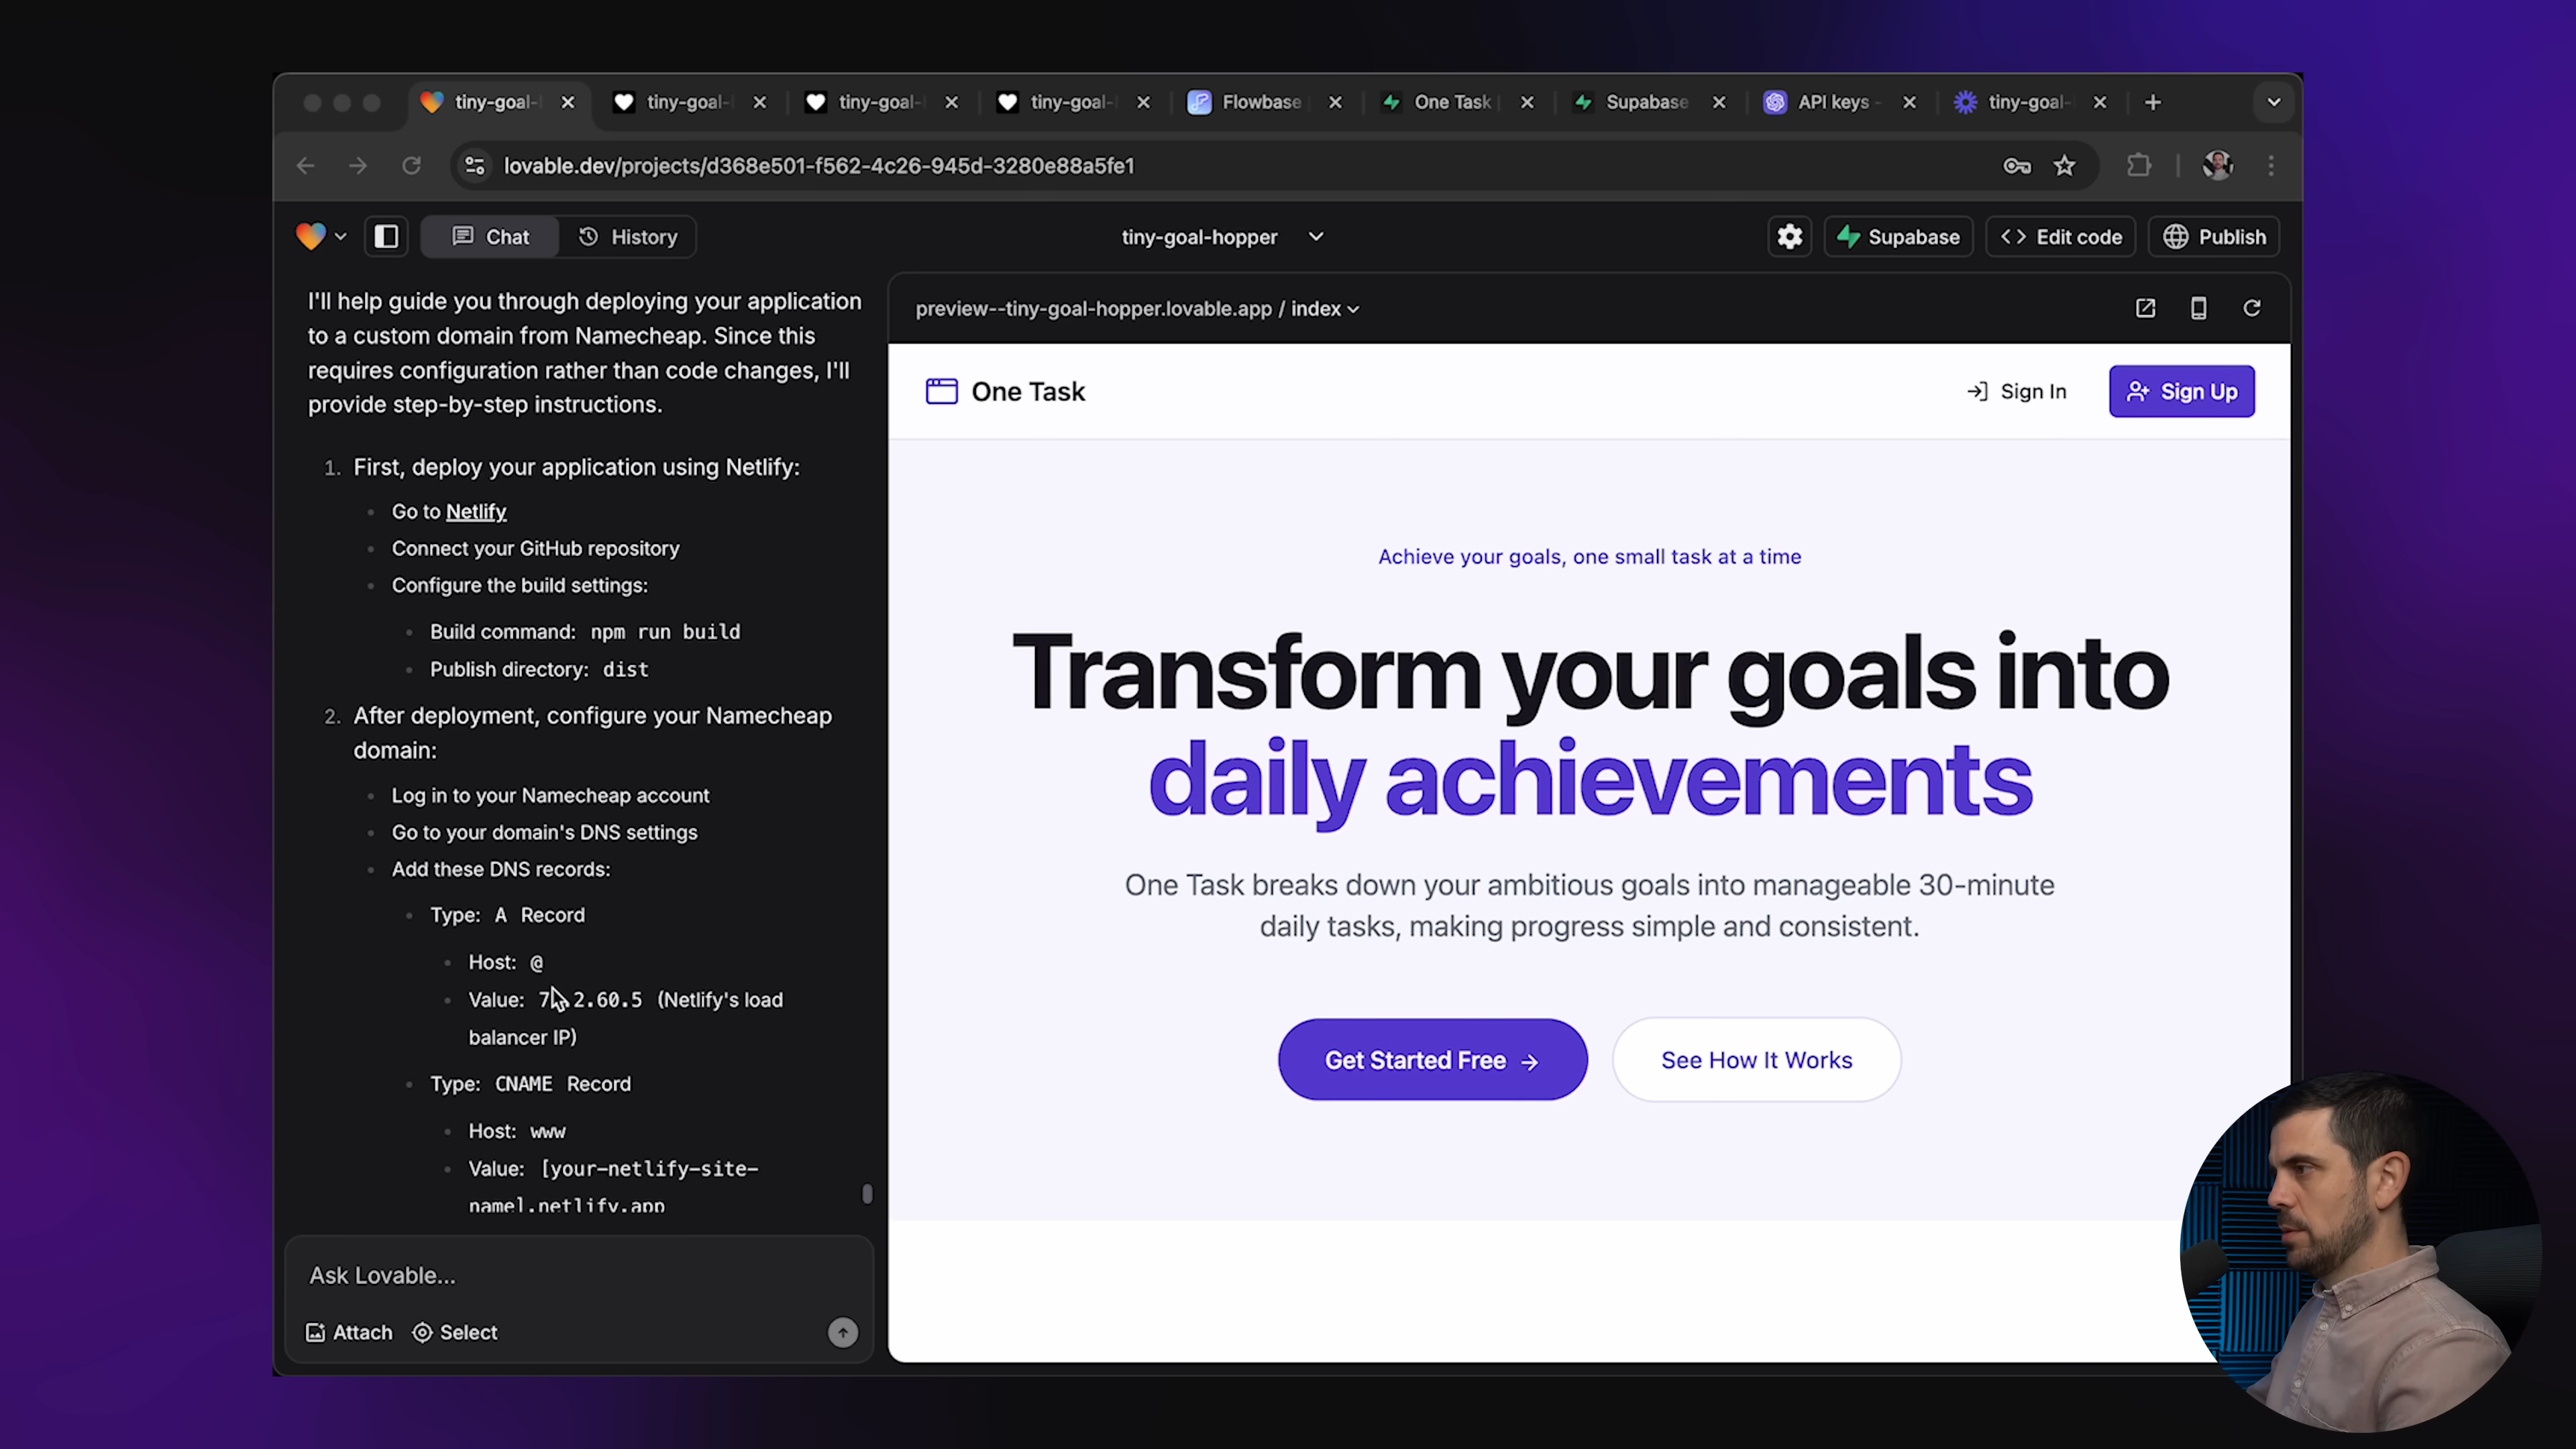 tiny-goal-
tiny-goal-
tiny-goal-
tiny-goal-
Flowbase
One Task
Supabase
API keys -
tiny-goal-
lovable.dev/projects/d368e501-f562-4c26-945d-3280e88a5fe1
Chat
History
tiny-goal-hopper
Supabase
Edit code
Publish
I'll help guide you through deploying your application
to a custom domain from Namecheap. Since this
requires configuration rather than code changes, I'll
provide step-by-step instructions.
1. First, deploy your application using Netlify:
• Go to Netlify
• Connect your GitHub repository
• Configure the build settings:
• Build command: npm run build
• Publish directory: dist
2. After deployment, configure your Namecheap
domain:
• Log in to your Namecheap account
• Go to your domain's DNS settings
• Add these DNS records:
• Type: A Record
• Host: @
• Value: (Netlify's load
balancer IP)
• Type: CNAME Record
• Host: www
• Value: [your-netlify-site-
name].netlify.app
Ask Lovable...
Attach
Select
preview--tiny-goal-hopper.lovable.app / index
One Task
Sign In
Sign Up
Achieve your goals, one small task at a time
Transform your goals into
daily achievements
One Task breaks down your ambitious goals into manageable 30-minute
daily tasks, making progress simple and consistent.
Get Started Free →
See How It Works